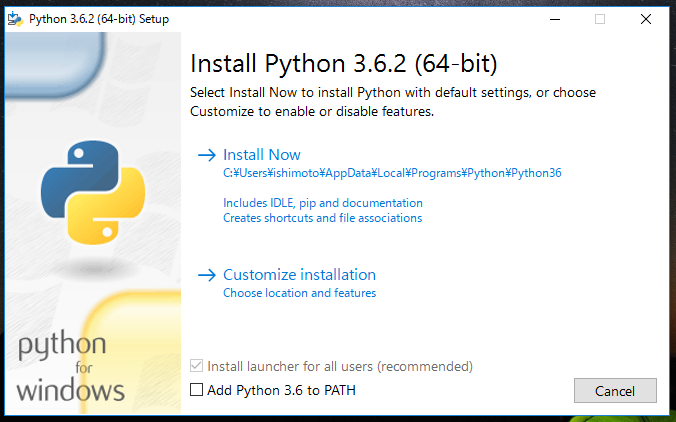 Python 3.6.2 (64-bit) Setup
Install Python 3.6.2 (64-bit)
Select Install Now to install Python with default settings, or choose
Customize to enable or disable features.
Install Now
C:¥Users¥ishimoto¥AppData¥Local¥Programs¥Python¥Python36
Includes IDLE, pip and documentation
Creates shortcuts and file associations
Customize installation
Choose location and features
python
for
windows
Install launcher for all users (recommended)
Add Python 3.6 to PATH
Cancel